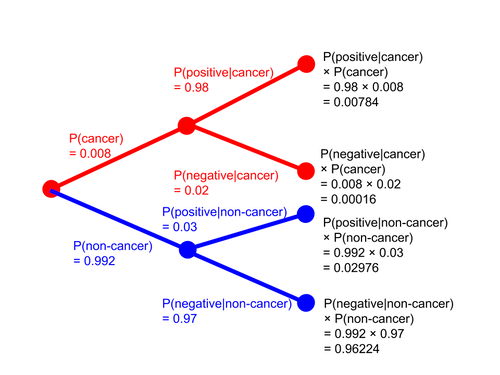 P(positive|cancer)
× P(cancer)
= 0.98 × 0.008
= 0.00784
P(positive|cancer)
= 0.98
P(cancer)
= 0.008
P(negative|cancer)
× P(cancer)
= 0.008 × 0.02
= 0.00016
P(negative|cancer)
= 0.02
P(positive|non-cancer)
= 0.03
P(positive|non-cancer)
× P(non-cancer)
= 0.992 × 0.03
= 0.02976
P(non-cancer)
= 0.992
P(negative|non-cancer)
= 0.97
P(negative|non-cancer)
× P(non-cancer)
= 0.992 × 0.97
= 0.96224